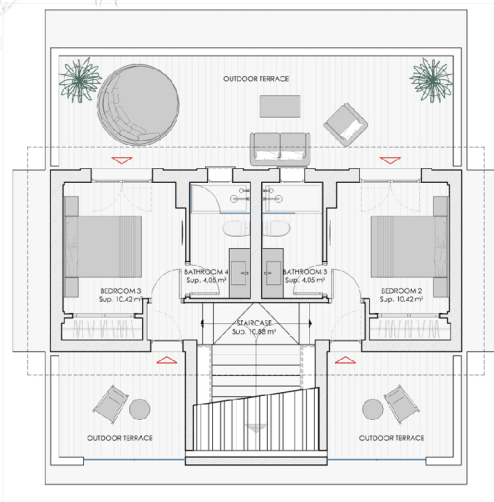 OUTDOOR TERRACE
BATHROOM 4
Sup. 4,05 m²
BATHROOM 3
Sup. 4,05 m²
BEDROOM 3
Sup. 10,42 m²
BEDROOM 2
Sup. 10,42 m²
STAIRCASE
Sup. 10,88 m²
OUTDOOR TERRACE
OUTDOOR TERRACE